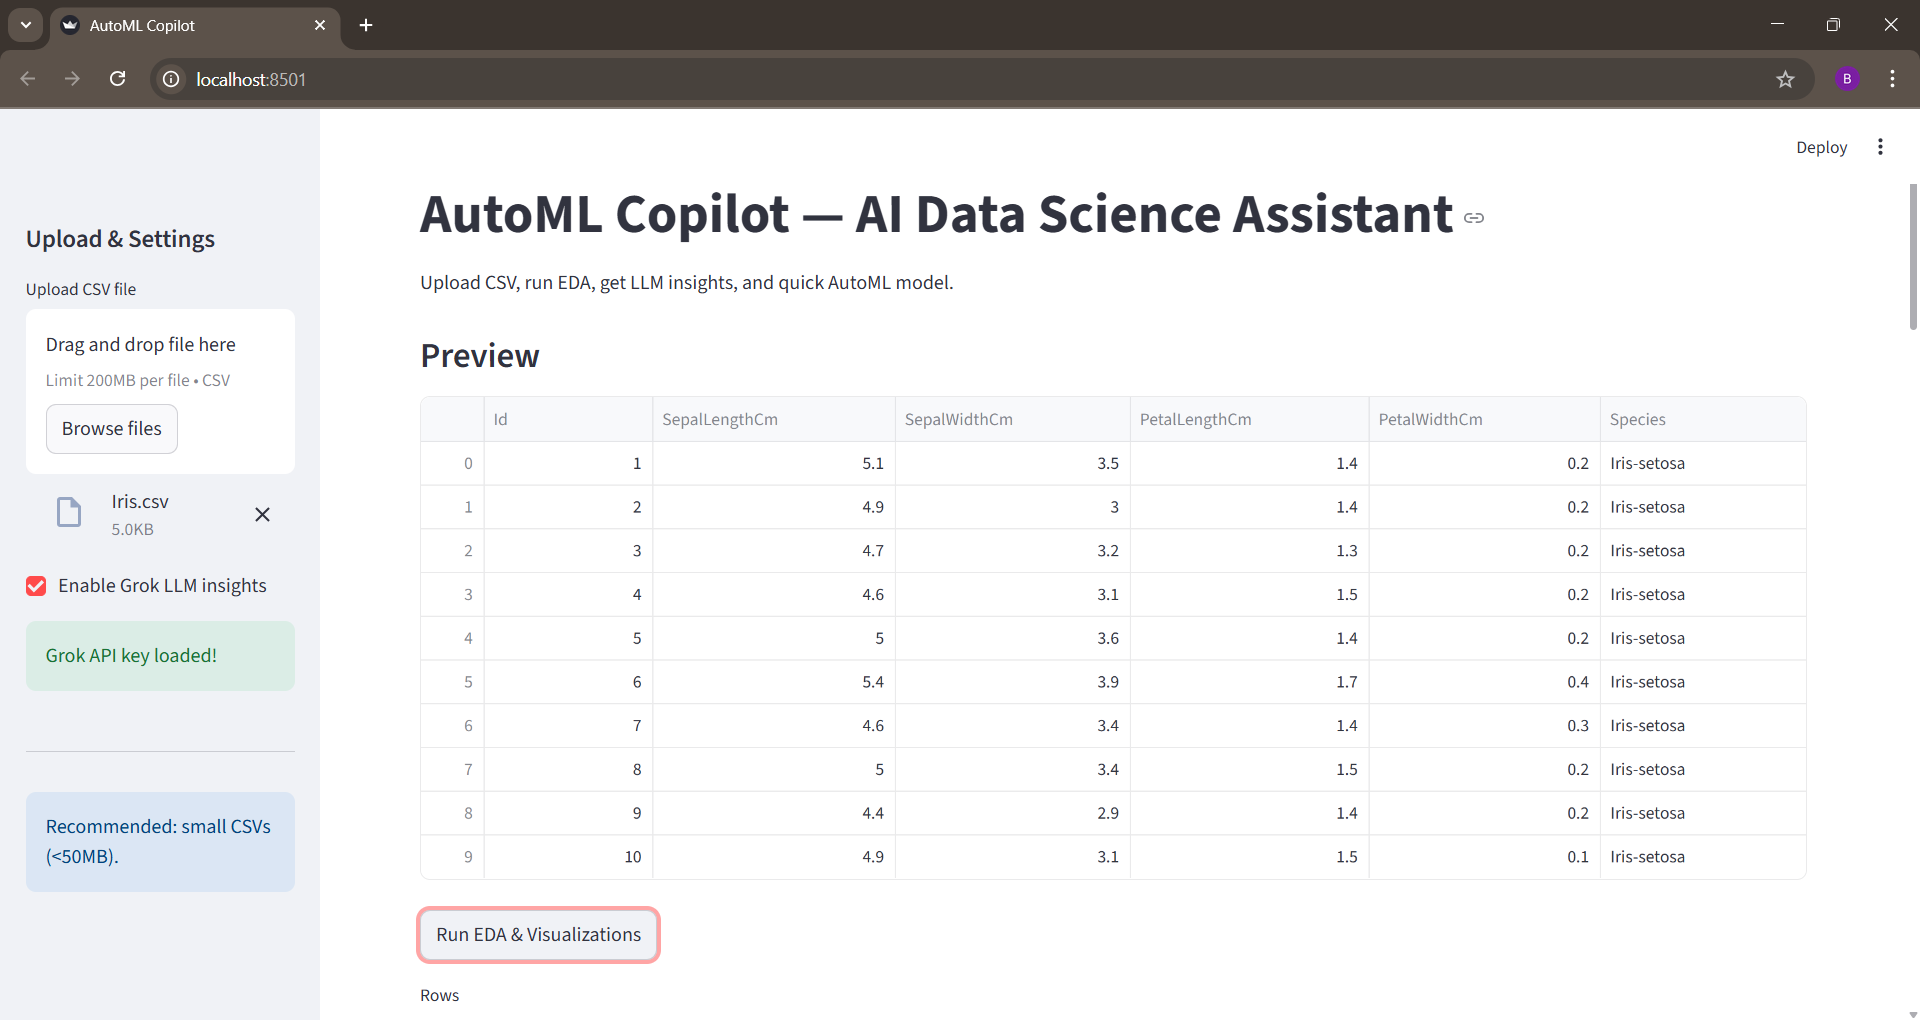 AutoML Copilot
localhost:8501
B
Deploy
Upload & Settings
Upload CSV file
Drag and drop file here
Limit 200MB per file • CSV
Browse files
Iris.csv
5.0KB
Enable Grok LLM insights
Grok API key loaded!
Recommended: small CSVs
(<50MB).
AutoML Copilot — AI Data Science Assistant
Upload CSV, run EDA, get LLM insights, and quick AutoML model.
Preview
Id SepalLengthCm SepalWidthCm PetalLengthCm PetalWidthCm Species
0 1 5.1 3.5 1.4 0.2 Iris-setosa
1 2 4.9 3 1.4 0.2 Iris-setosa
2 3 4.7 3.2 1.3 0.2 Iris-setosa
3 4 4.6 3.1 1.5 0.2 Iris-setosa
4 5 5 3.6 1.4 0.2 Iris-setosa
5 6 5.4 3.9 1.7 0.4 Iris-setosa
6 7 4.6 3.4 1.4 0.3 Iris-setosa
7 8 5 3.4 1.5 0.2 Iris-setosa
8 9 4.4 2.9 1.4 0.2 Iris-setosa
9 10 4.9 3.1 1.5 0.1 Iris-setosa
Run EDA & Visualizations
Rows